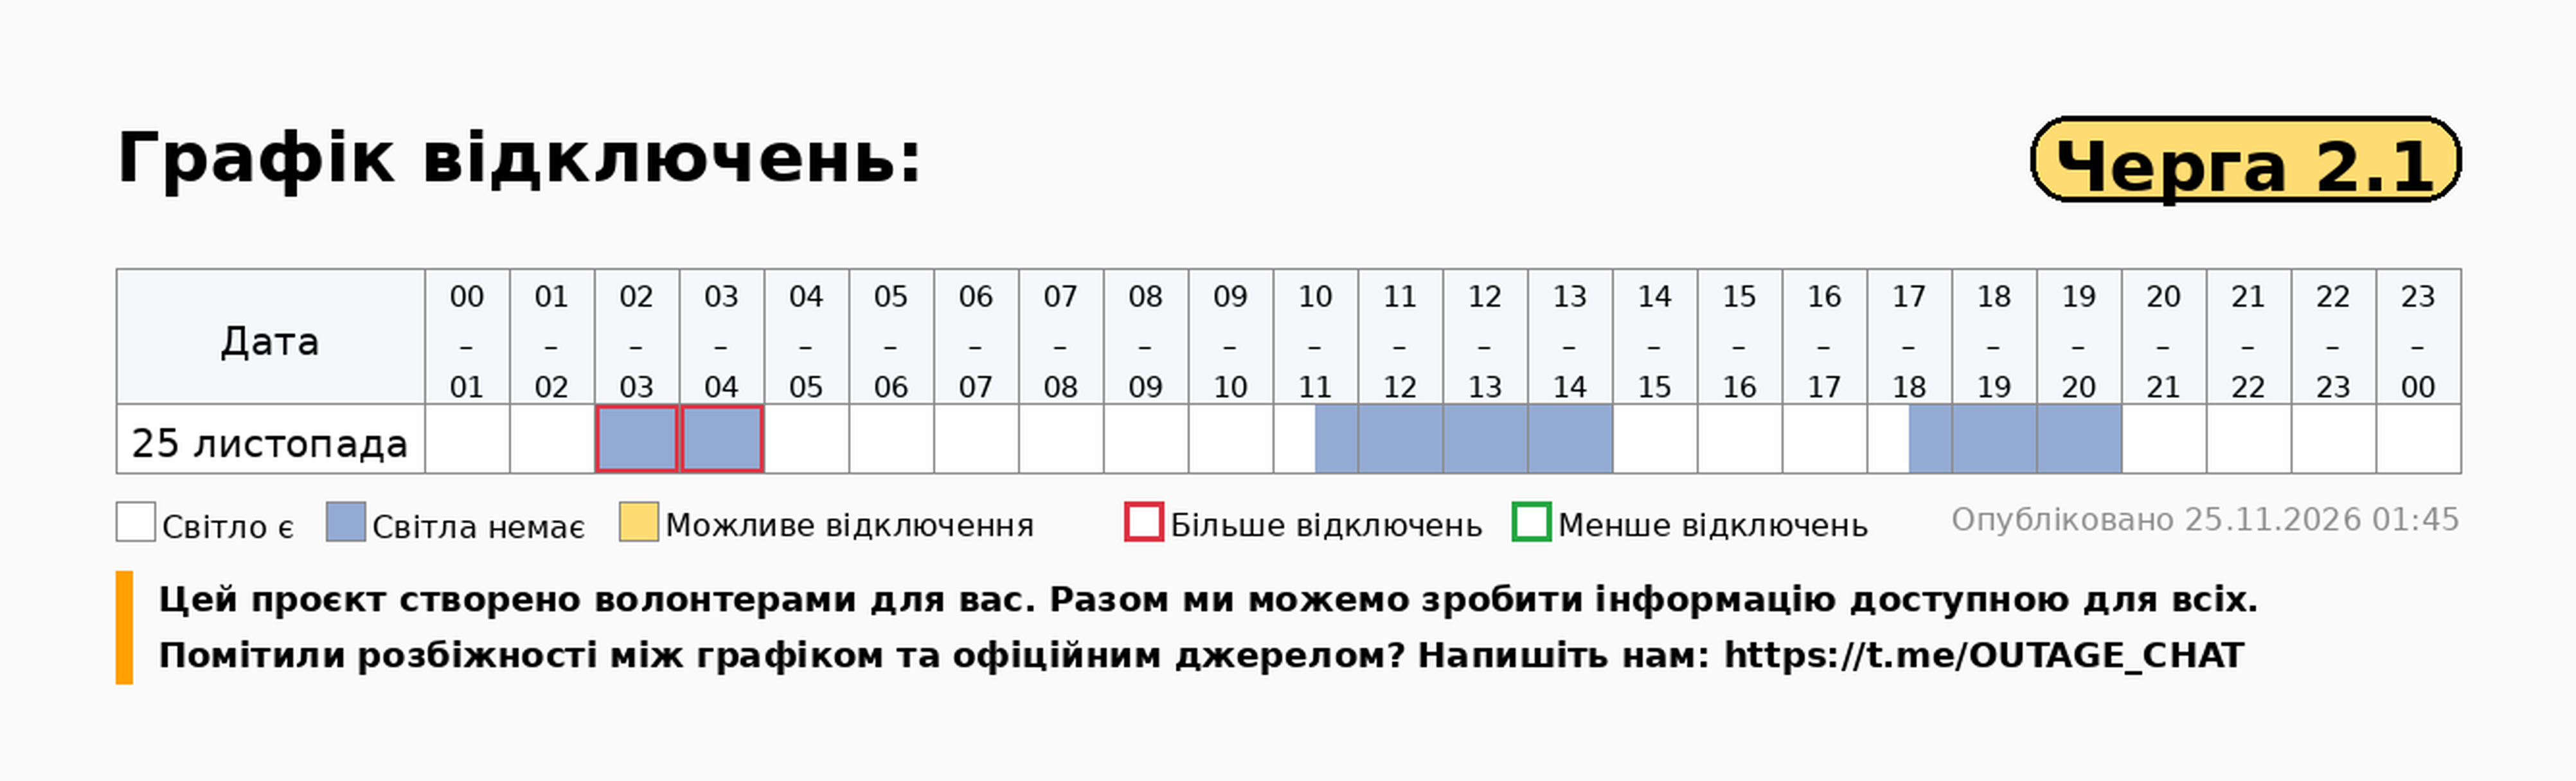 Графік відключень:
Черга 2.1
Дата
00 – 01
01 – 02
02 – 03
03 – 04
04 – 05
05 – 06
06 – 07
07 – 08
08 – 09
09 – 10
10 – 11
11 – 12
12 – 13
13 – 14
14 – 15
15 – 16
16 – 17
17 – 18
18 – 19
19 – 20
20 – 21
21 – 22
22 – 23
23 – 00
25 листопада
Світло є
Світла немає
Можливе відключення
Більше відключень
Менше відключень
Опубліковано 25.11.2026 01:45
Цей проєкт створено волонтерами для вас. Разом ми можемо зробити інформацію доступною для всіх.
Помітили розбіжності між графіком та офіційним джерелом? Напишіть нам: https://t.me/OUTAGE_CHAT